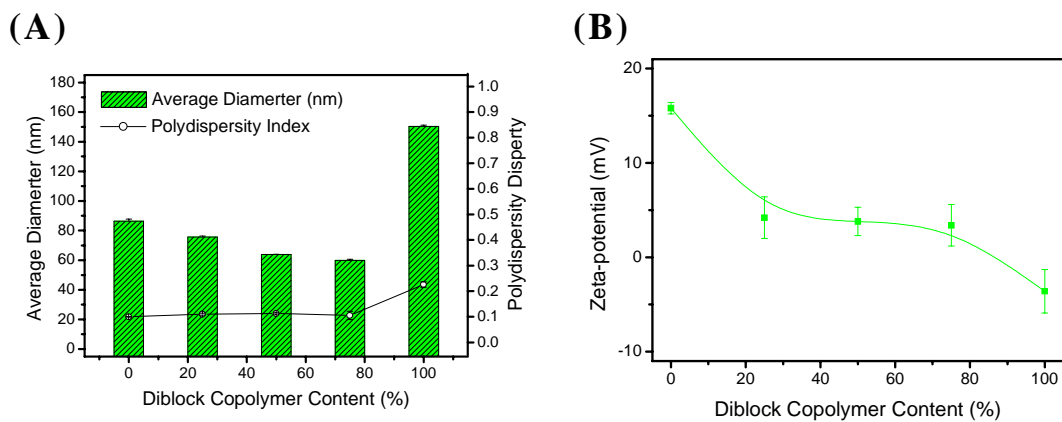 (A)
180
160
140
120
100
80
60
40
20
0
Average Diamerter (nm)
Average Diamerter (nm)
Polydispersity Index
1.0
0.9
0.8
0.7
0.6
0.5
0.4
0.3
0.2
0.1
0.0
Polydispersity Disperty
0 20 40 60 80 100
Diblock Copolymer Content (%)
(B)
20
10
0
-10
Zeta-potential (mV)
0 20 40 60 80 100
Diblock Copolymer Content (%)